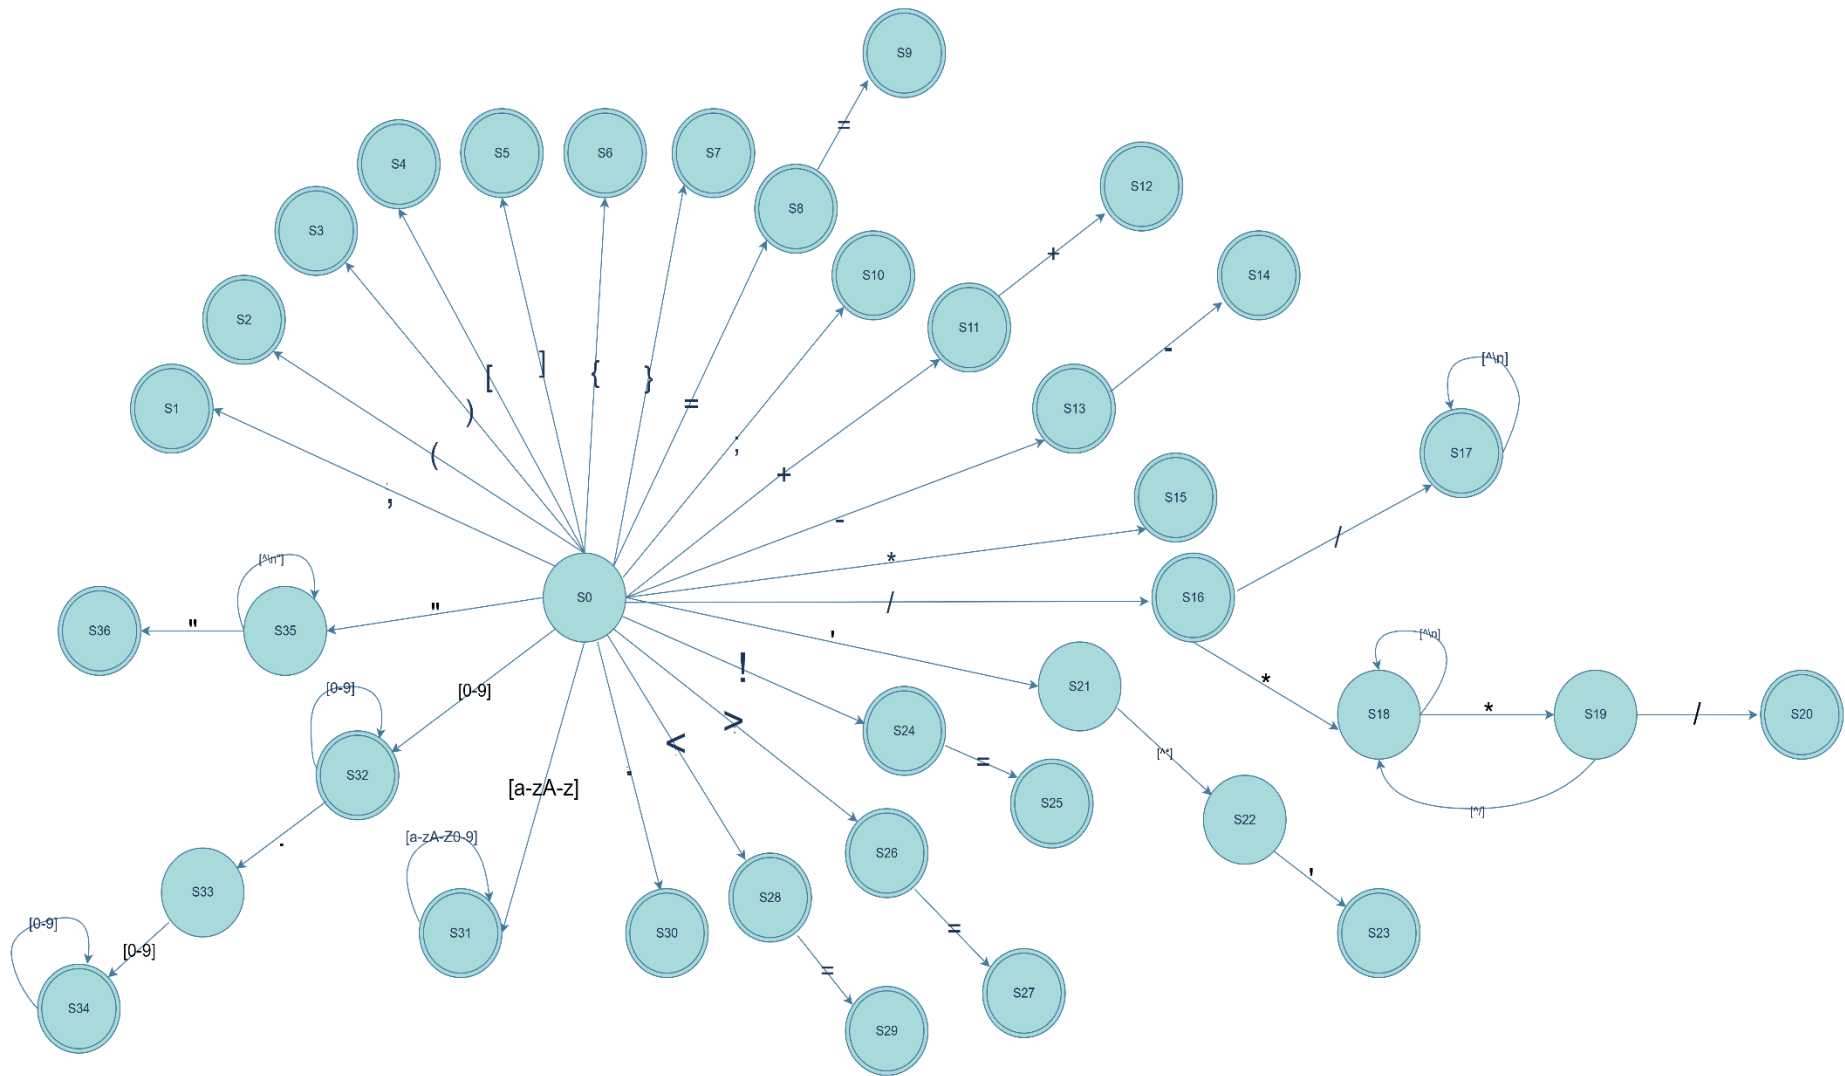 S9
=
S4
S5
S6
S7
S12
S8
S3
+
S10
S14
S2
S11
-
]
[^\n]
{
[
}
S1
=
S13
)
;
S17
(
+
;
S15
-
/
[^\n"]
*
S0
/
S16
"
"
S36
S35
'
[^\n]
!
*
S21
[0-9]
[0-9]
*
/
S18
S19
S20
>
<
S24
[^']
=
S32
.
[a-zA-z]
S25
[^/]
S22
[a-zA-Z0-9]
.
S26
'
S33
S28
[0-9]
=
S31
S30
S23
[0-9]
=
S27
S34
S29